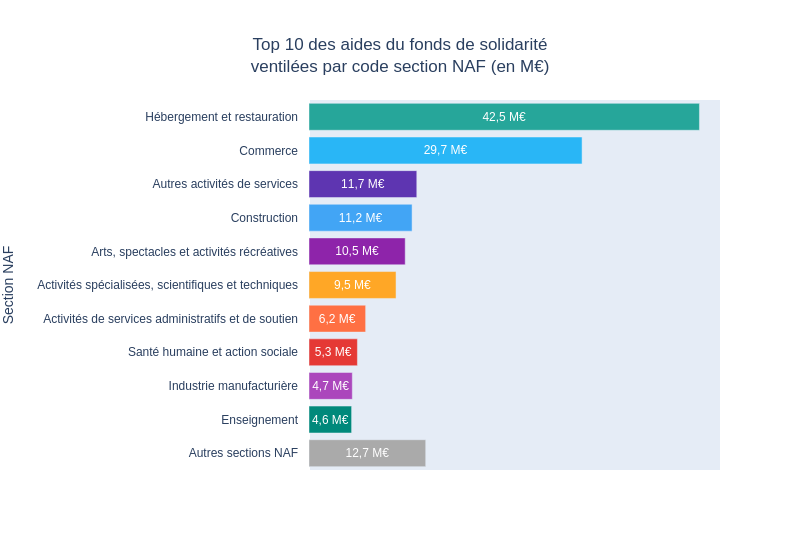 Top 10 des aides du fonds de solidarité
ventilées par code section NAF (en M€)
Section NAF
Hébergement et restauration 42,5 M€
Commerce 29,7 M€
Autres activités de services 11,7 M€
Construction 11,2 M€
Arts, spectacles et activités récréatives 10,5 M€
Activités spécialisées, scientifiques et techniques 9,5 M€
Activités de services administratifs et de soutien 6,2 M€
Santé humaine et action sociale 5,3 M€
Industrie manufacturière 4,7 M€
Enseignement 4,6 M€
Autres sections NAF 12,7 M€